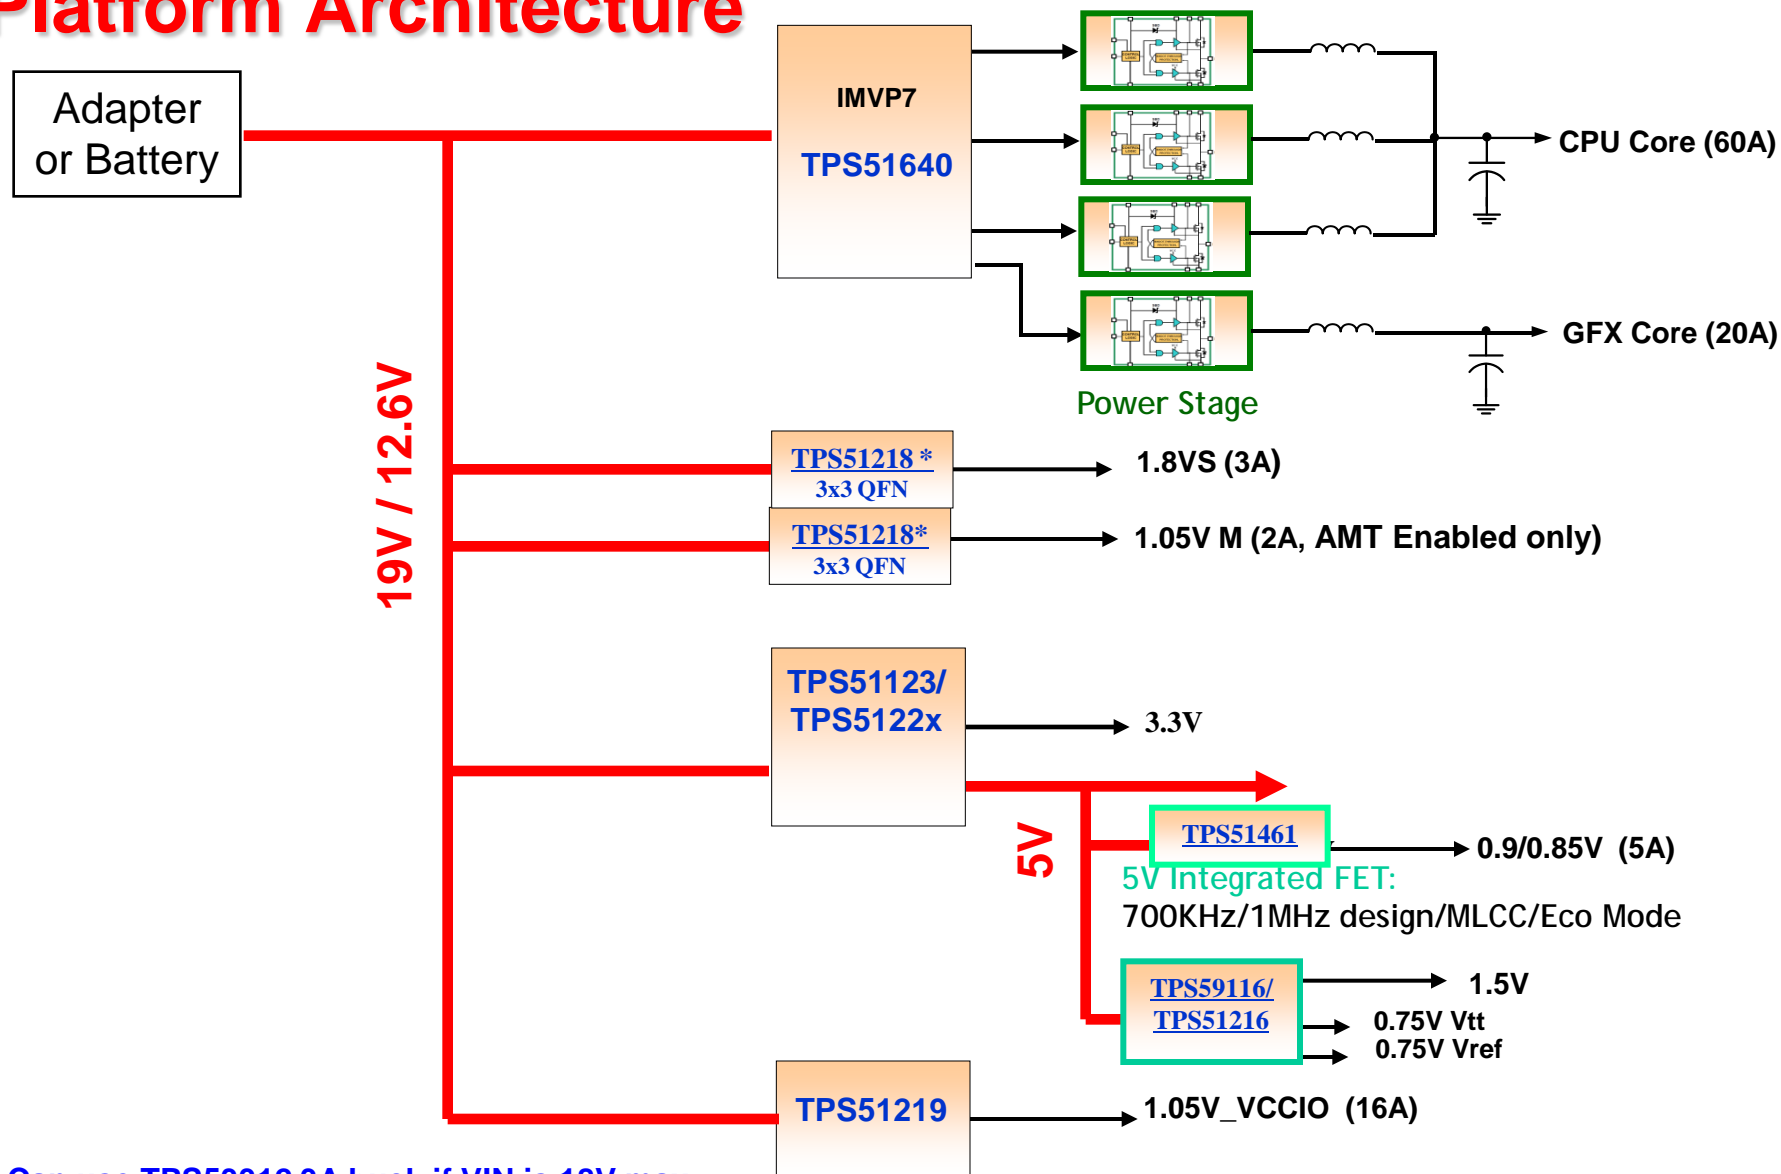 Platform Architecture
Adapter
or Battery
IMVP7
TPS51640
CPU Core (60A)
GFX Core (20A)
Power Stage
19V / 12.6V
TPS51218 *
3x3 QFN
1.8VS (3A)
TPS51218*
3x3 QFN
1.05V M (2A, AMT Enabled only)
TPS51123/
TPS5122x
3.3V
5V
TPS51461
0.9/0.85V (5A)
5V Integrated FET:
700KHz/1MHz design/MLCC/Eco Mode
TPS59116/
TPS51216
1.5V
0.75V Vtt
0.75V Vref
TPS51219
1.05V_VCCIO (16A)